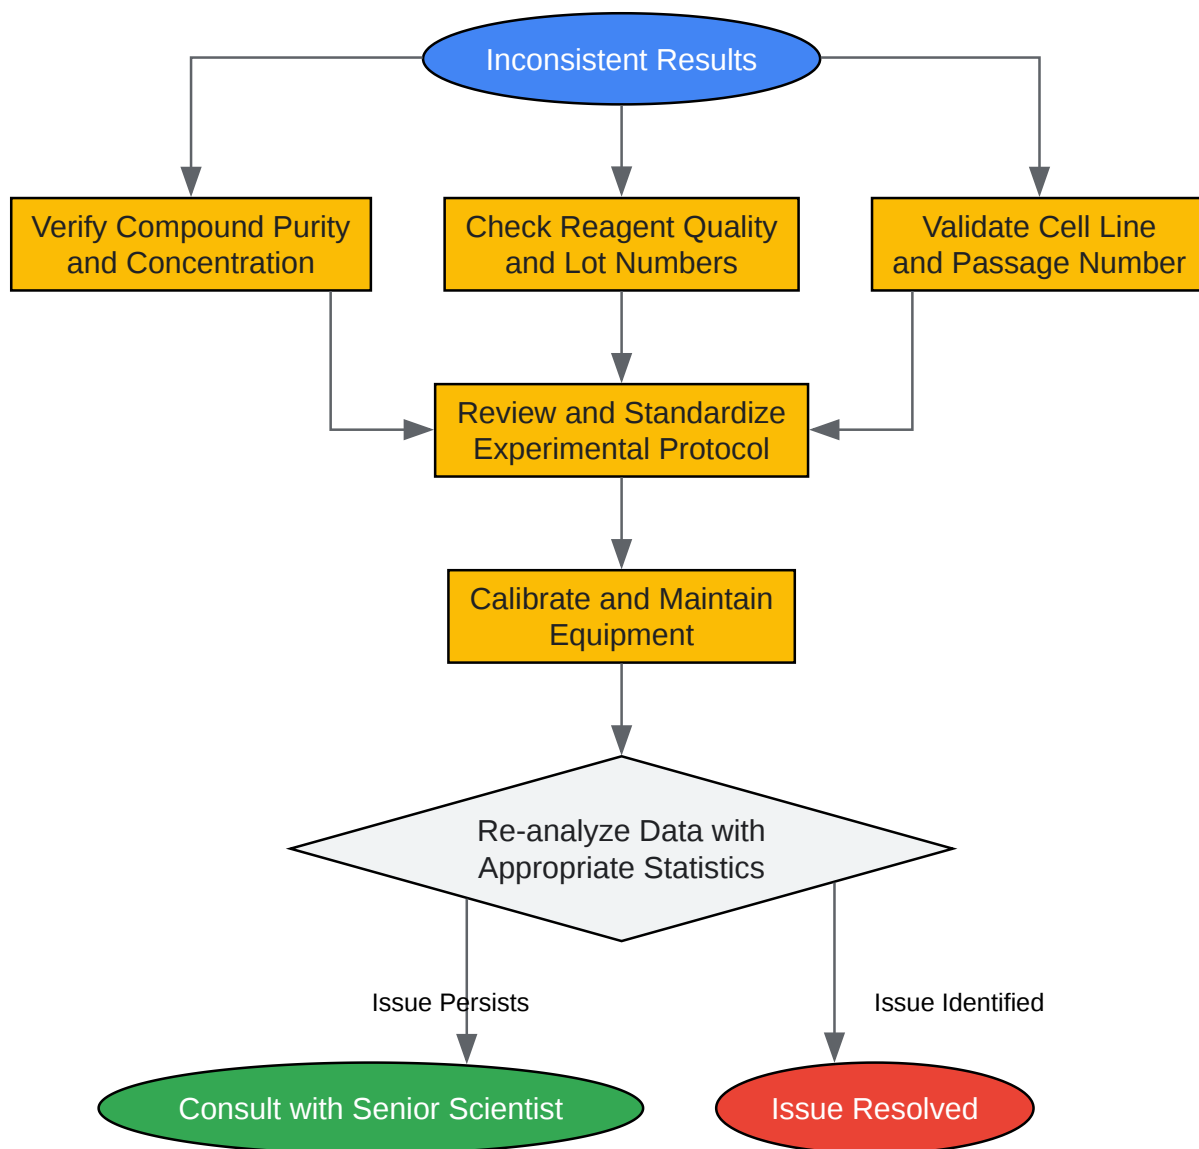 Inconsistent Results
Verify Compound Purity
and Concentration
Check Reagent Quality
and Lot Numbers
Validate Cell Line
and Passage Number
Review and Standardize
Experimental Protocol
Calibrate and Maintain
Equipment
Re-analyze Data with
Appropriate Statistics
Issue Persists
Issue Identified
Consult with Senior Scientist
Issue Resolved